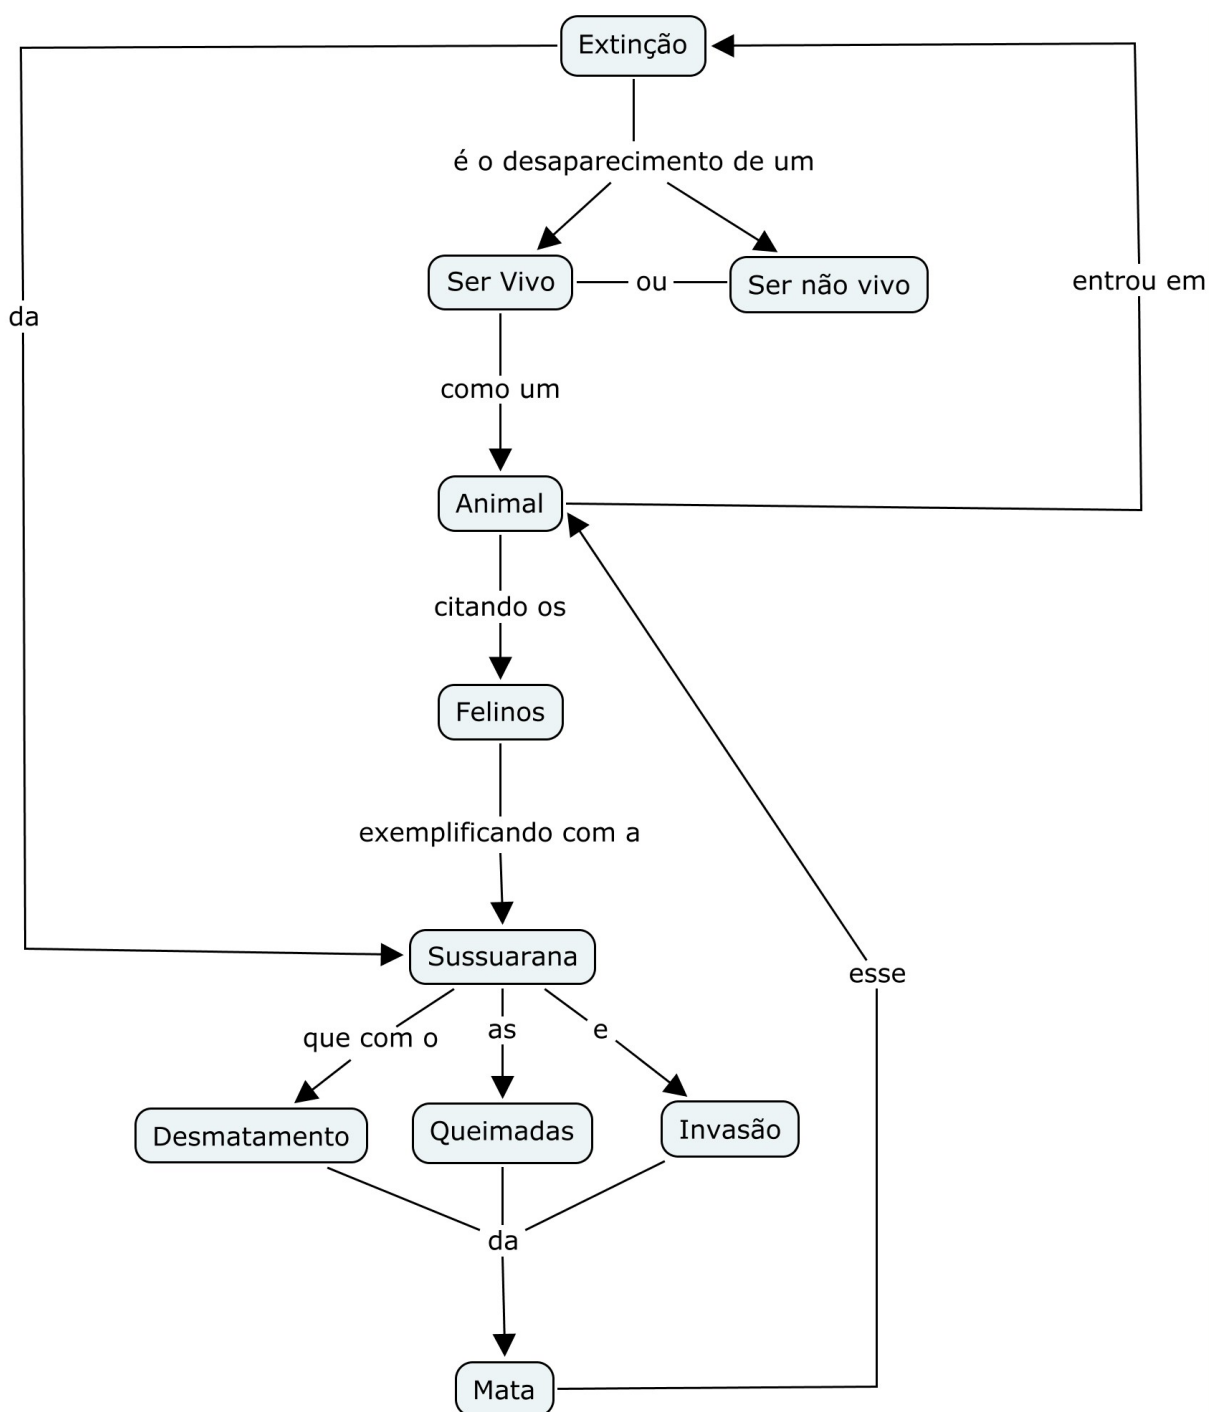 Extinção
é o desaparecimento de um
Ser Vivo
ou
Ser não vivo
entrou em
da
como um
Animal
citando os
Felinos
exemplificando com a
Sussuarana
esse
que com o
as
e
Desmatamento
Queimadas
Invasão
da
Mata